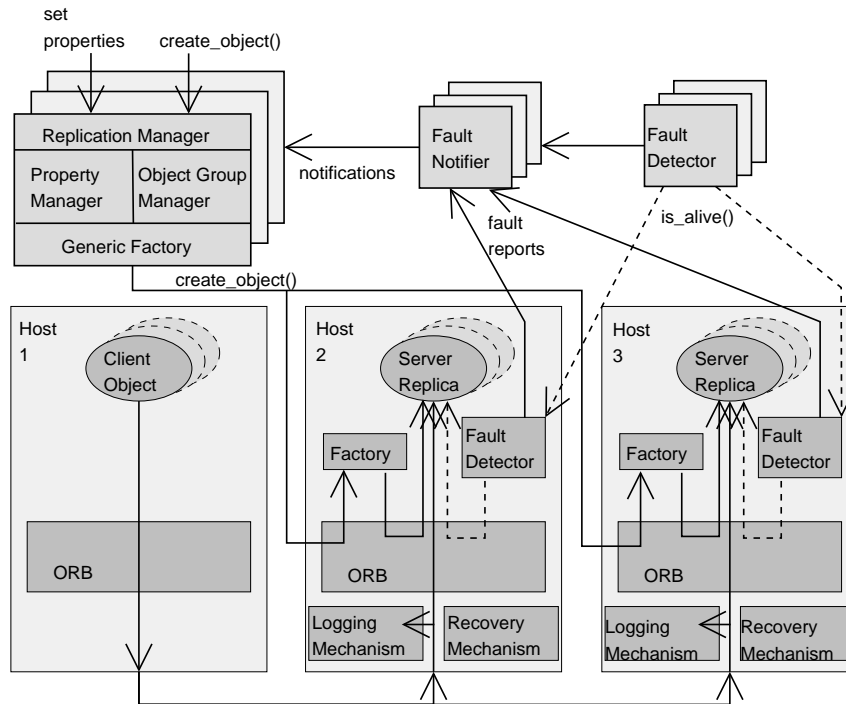 set
properties
create_object()
Replication Manager
Property
Manager
Object Group
Manager
Generic Factory
notifications
Fault
Notifier
Fault
Detector
fault
reports
is_alive()
create_object()
Host
1
Client
Object
ORB
Host
2
Server
Replica
Factory
Fault
Detector
ORB
Logging
Mechanism
Recovery
Mechanism
Host
3
Server
Replica
Factory
Fault
Detector
ORB
Logging
Mechanism
Recovery
Mechanism